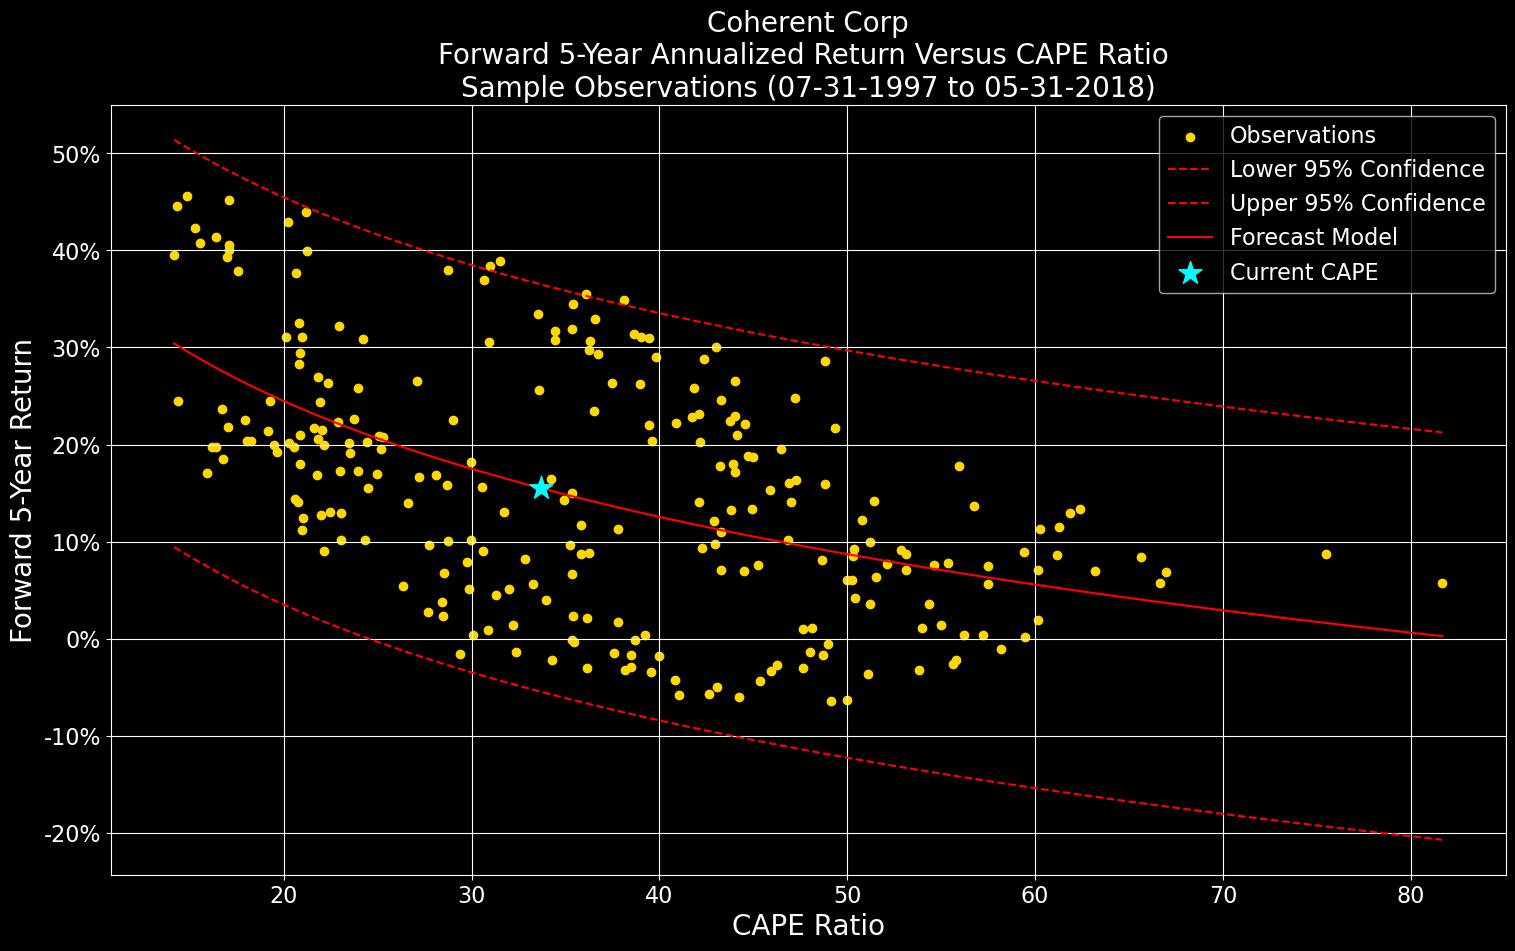 Coherent Corp
Forward 5-Year Annualized Return Versus CAPE Ratio
Sample Observations (07-31-1997 to 05-31-2018)
Observations
Lower 95% Confidence
Upper 95% Confidence
Forecast Model
Current CAPE
Forward 5-Year Return
50%
40%
30%
20%
10%
0%
-10%
-20%
20 30 40 50 60 70 80
CAPE Ratio